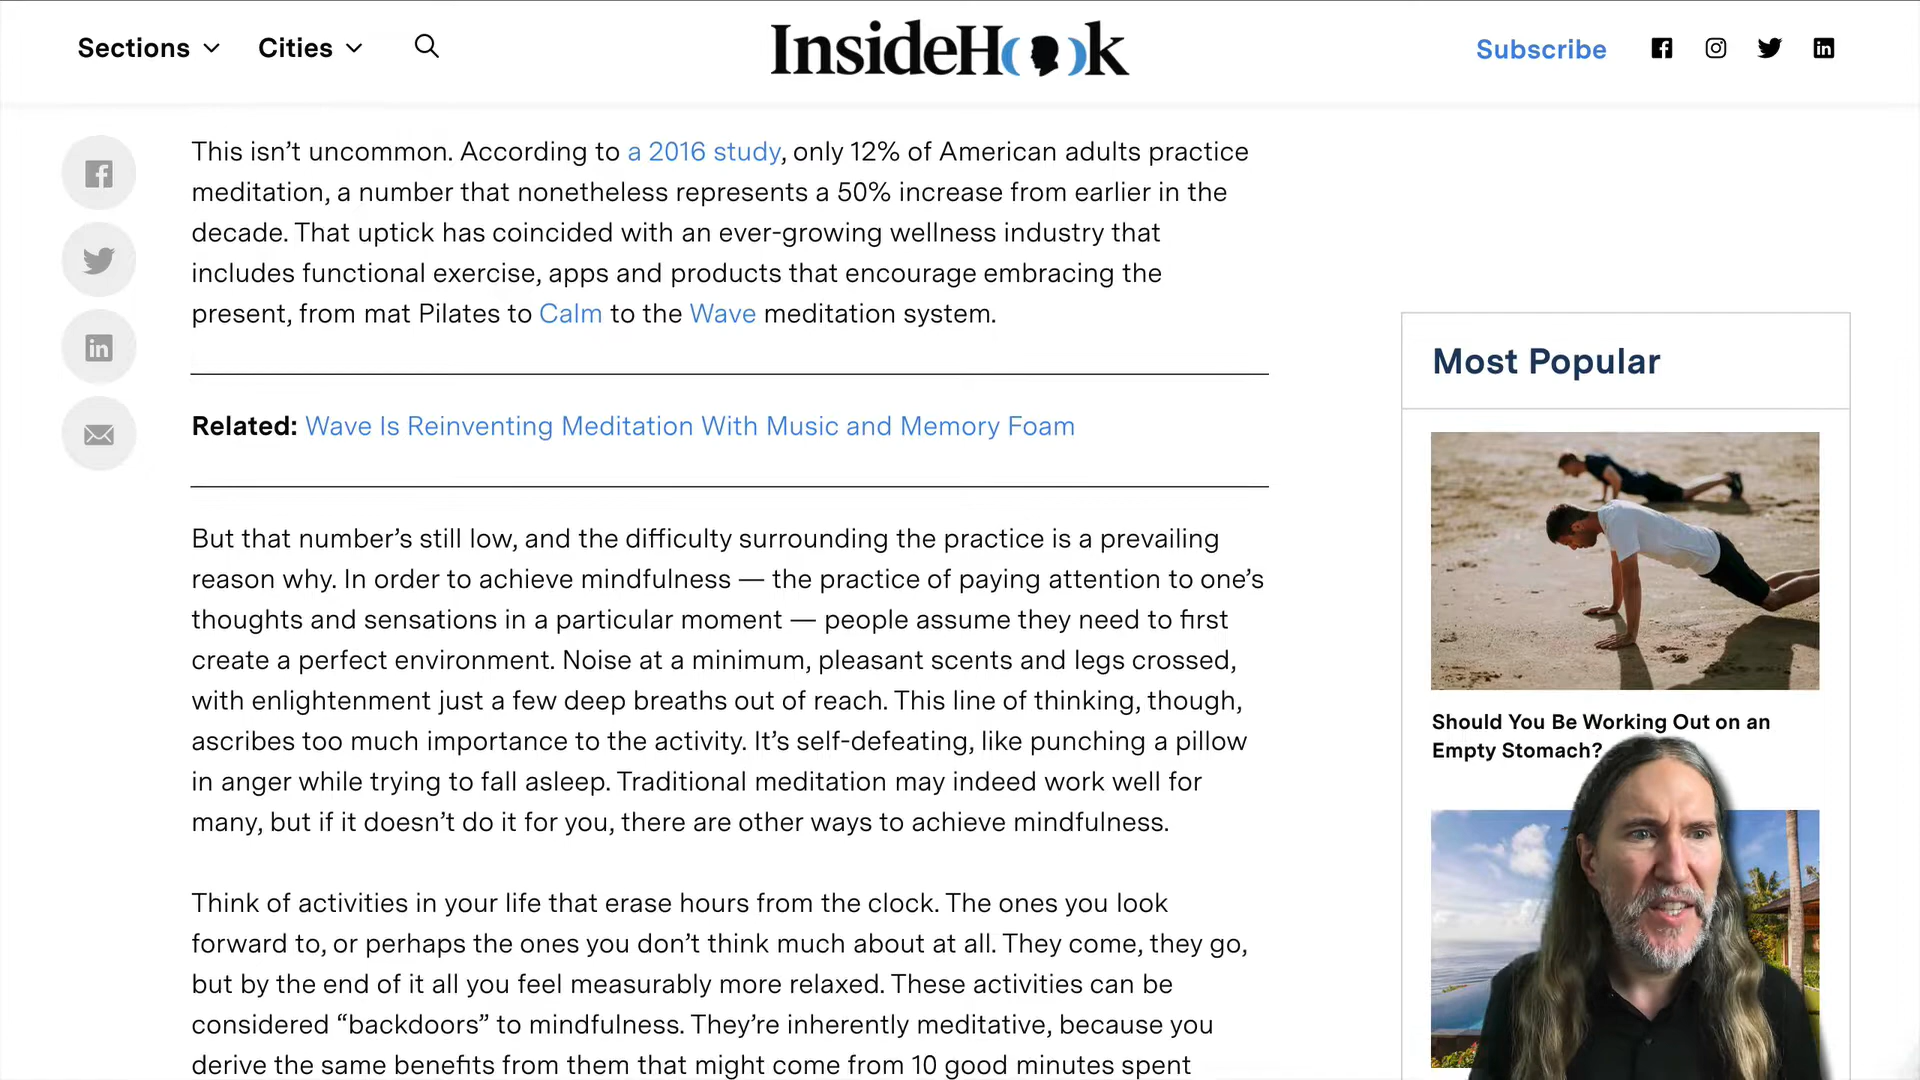 Sections
Cities
InsideHook
Subscribe
This isn’t uncommon. According to a 2016 study, only 12% of American adults practice
meditation, a number that nonetheless represents a 50% increase from earlier in the
decade. That uptick has coincided with an ever-growing wellness industry that
includes functional exercise, apps and products that encourage embracing the
present, from mat Pilates to Calm to the Wave meditation system.
Related: Wave Is Reinventing Meditation With Music and Memory Foam
But that number’s still low, and the difficulty surrounding the practice is a prevailing
reason why. In order to achieve mindfulness — the practice of paying attention to one’s
thoughts and sensations in a particular moment — people assume they need to first
create a perfect environment. Noise at a minimum, pleasant scents and legs crossed,
with enlightenment just a few deep breaths out of reach. This line of thinking, though,
ascribes too much importance to the activity. It’s self-defeating, like punching a pillow
in anger while trying to fall asleep. Traditional meditation may indeed work well for
many, but if it doesn’t do it for you, there are other ways to achieve mindfulness.
Think of activities in your life that erase hours from the clock. The ones you look
forward to, or perhaps the ones you don’t think much about at all. They come, they go,
but by the end of it all you feel measurably more relaxed. These activities can be
considered “backdoors” to mindfulness. They’re inherently meditative, because you
derive the same benefits from them that might come from 10 good minutes spent
Most Popular
Should You Be Working Out on an
Empty Stomach?